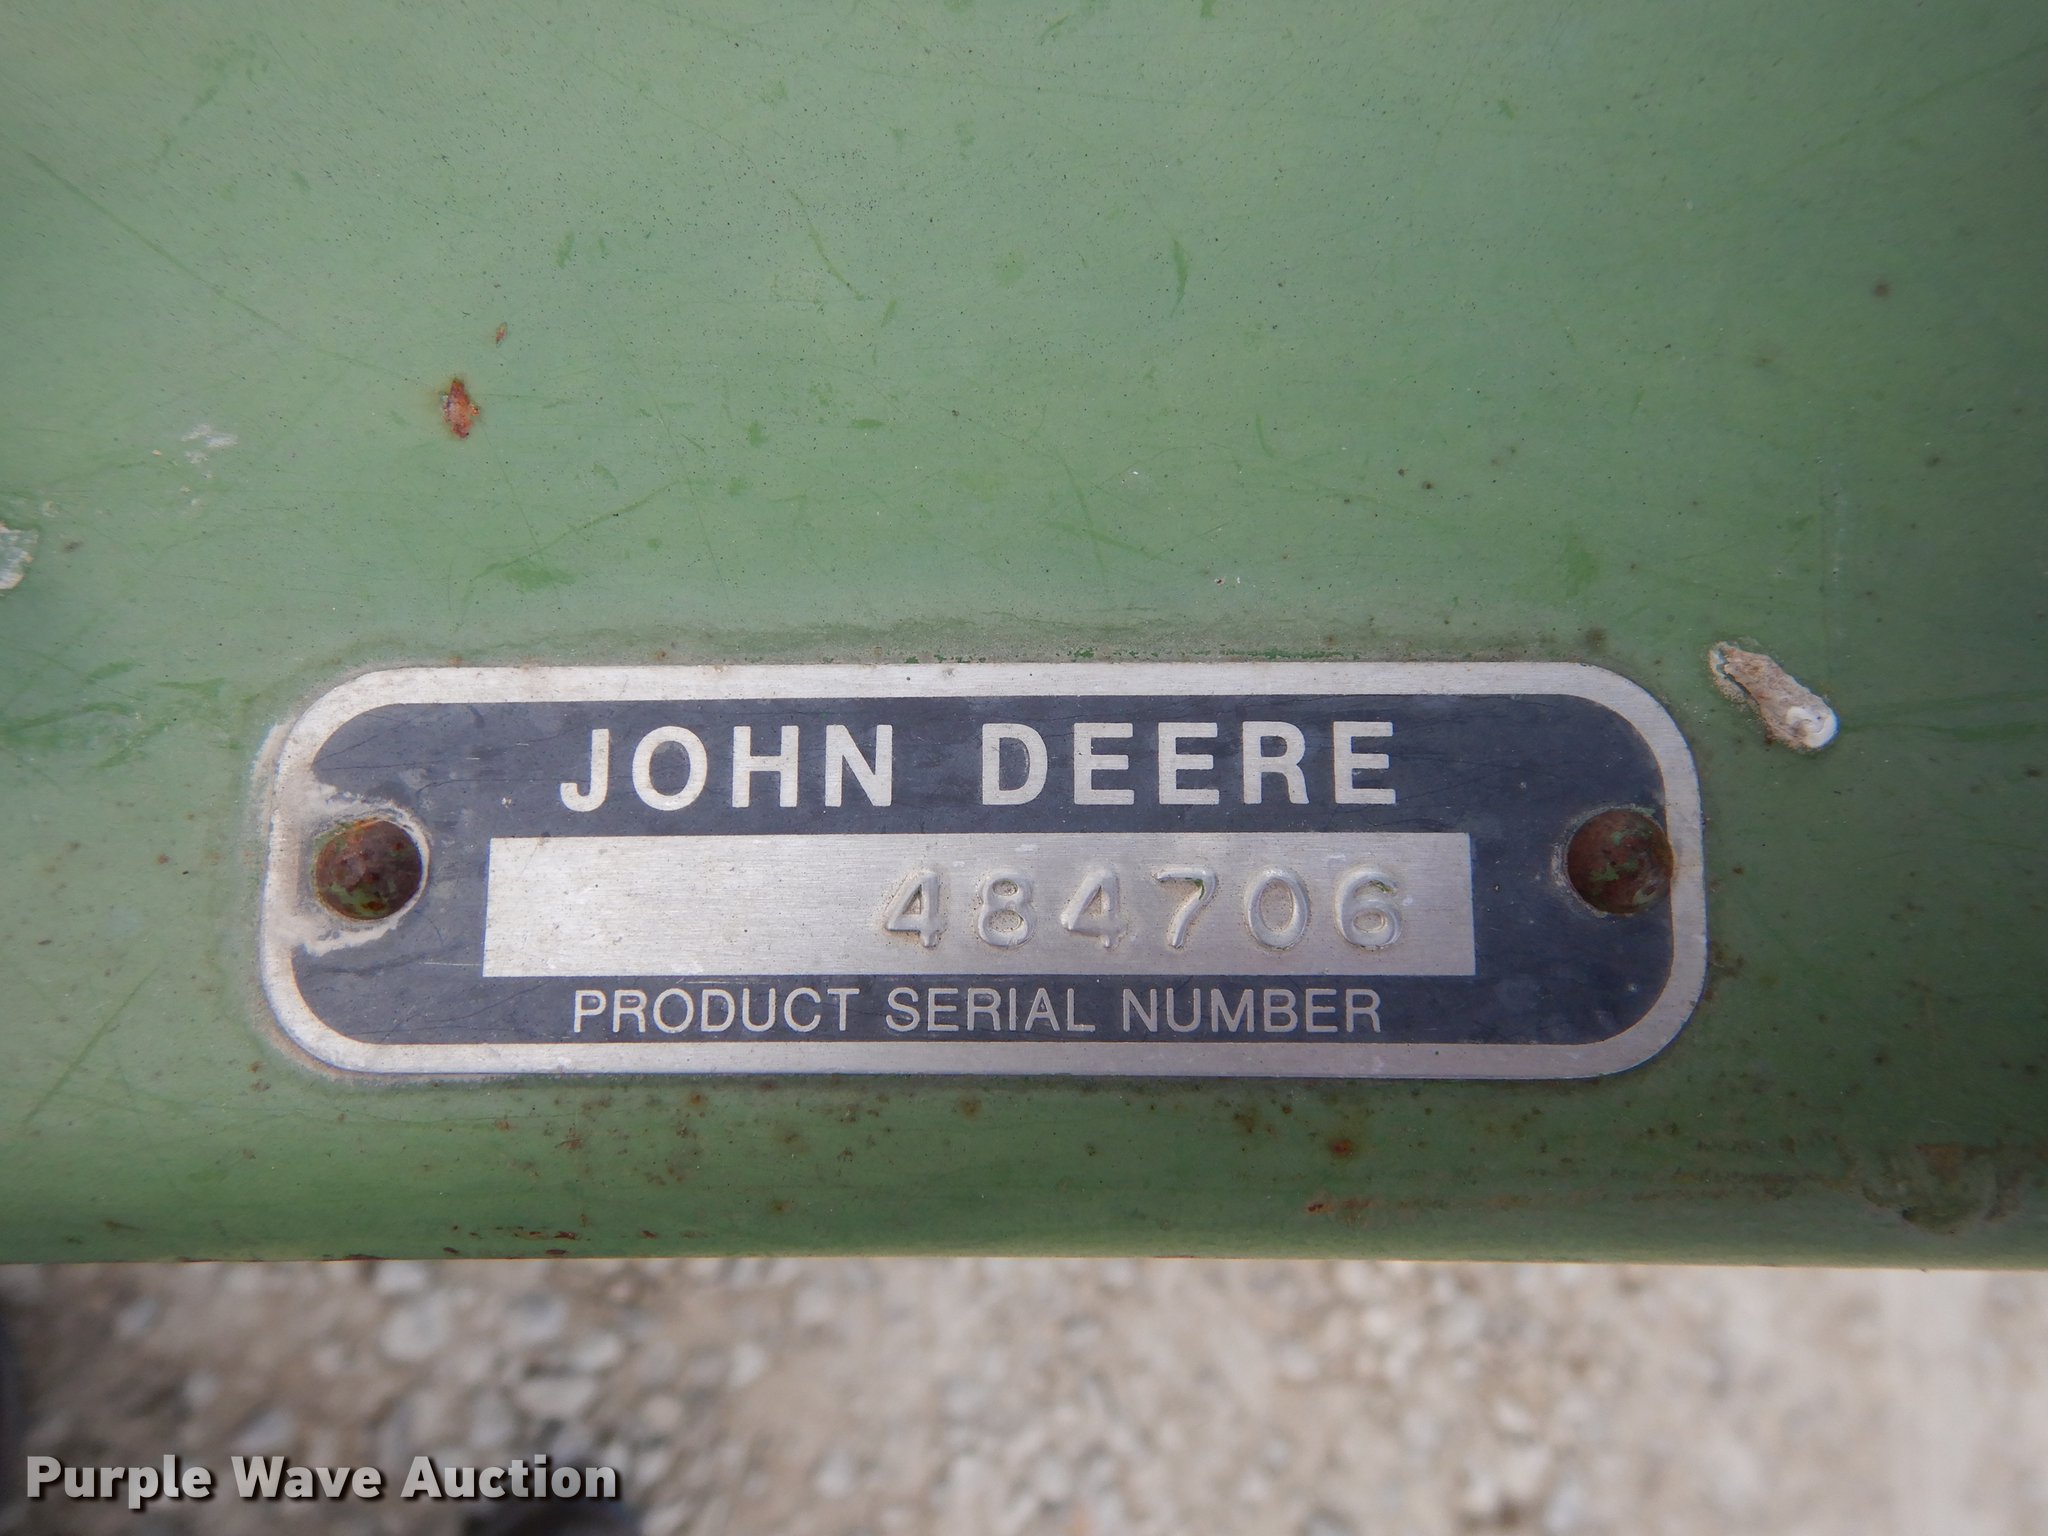 JOHN DEERE
484706
PRODUCT SERIAL NUMBER
Purple Wave Auction